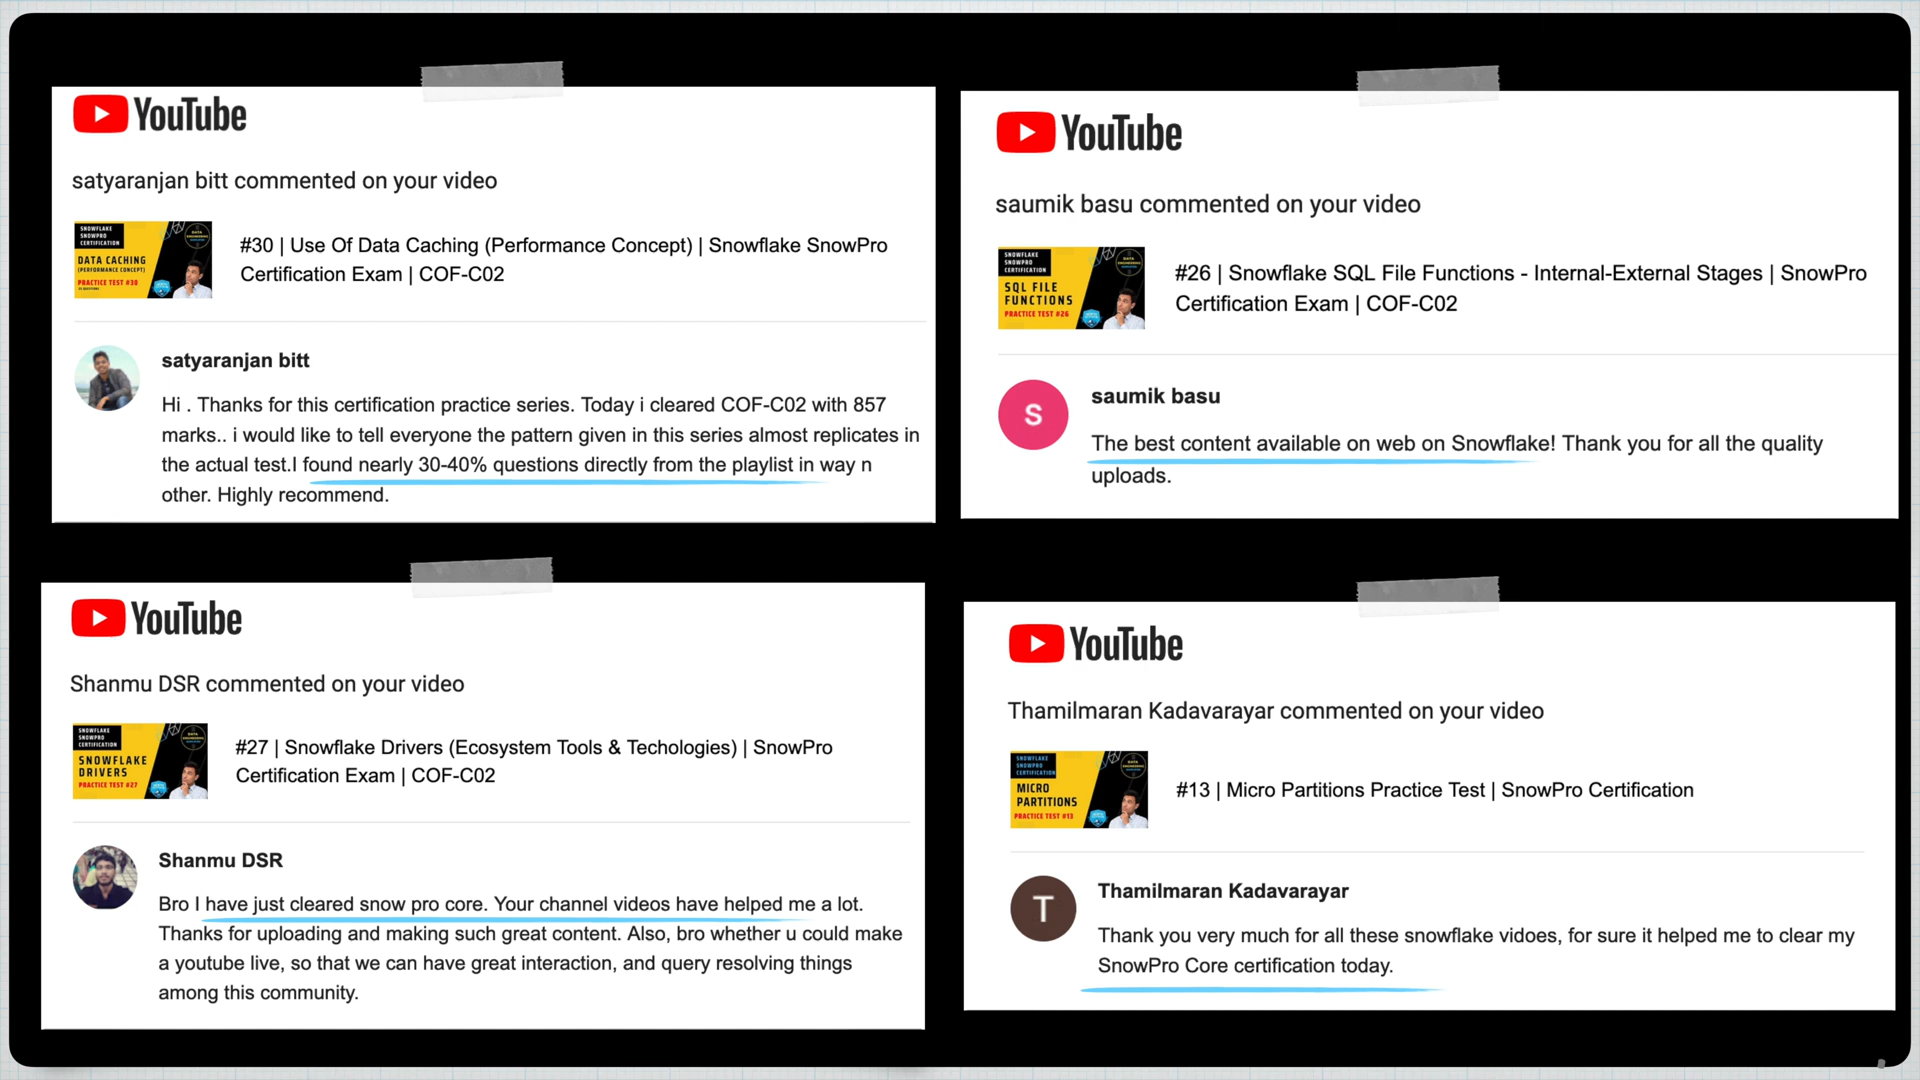 YouTube
satyaranjan bitt commented on your video
SNOWFLAKE
SNOWPRO
CERTIFICATION
DATA CACHING
(PERFORMANCE CONCEPT)
PRACTICE TEST #30
#30 | Use Of Data Caching (Performance Concept) | Snowflake SnowPro
Certification Exam | COF-C02
satyaranjan bitt
Hi . Thanks for this certification practice series. Today i cleared COF-C02 with 857
marks.. i would like to tell everyone the pattern given in this series almost replicates in
the actual test.I found nearly 30-40% questions directly from the playlist in way n
other. Highly recommend.
YouTube
saumik basu commented on your video
SNOWFLAKE
SNOWPRO
CERTIFICATION
SQL FILE
FUNCTIONS
PRACTICE TEST #26
#26 | Snowflake SQL File Functions - Internal-External Stages | SnowPro
Certification Exam | COF-C02
S
saumik basu
The best content available on web on Snowflake! Thank you for all the quality
uploads.
YouTube
Shanmu DSR commented on your video
SNOWFLAKE
SNOWPRO
CERTIFICATION
SNOWFLAKE
DRIVERS
PRACTICE TEST #27
#27 | Snowflake Drivers (Ecosystem Tools & Techologies) | SnowPro
Certification Exam | COF-C02
Shanmu DSR
Bro I have just cleared snow pro core. Your channel videos have helped me a lot.
Thanks for uploading and making such great content. Also, bro whether u could make
a youtube live, so that we can have great interaction, and query resolving things
among this community.
YouTube
Thamilmaran Kadavarayar commented on your video
SNOWFLAKE
SNOWPRO
CERTIFICATION
MICRO
PARTITIONS
PRACTICE TEST #13
#13 | Micro Partitions Practice Test | SnowPro Certification
T
Thamilmaran Kadavarayar
Thank you very much for all these snowflake vidoes, for sure it helped me to clear my
SnowPro Core certification today.